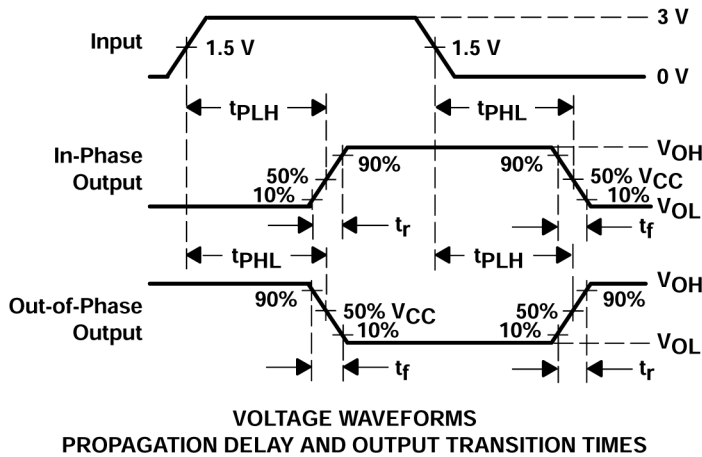 3 V
Input
1.5 V
1.5 V
0 V
tPLH
tPHL
In-Phase
Output
VOH
90%
90%
50%
50% VCC
10%
10%
VOL
tr
tf
tPHL
tPLH
Out-of-Phase
Output
VOH
90%
90%
50% VCC
50%
10%
10%
VOL
tf
tr
VOLTAGE WAVEFORMS
PROPAGATION DELAY AND OUTPUT TRANSITION TIMES